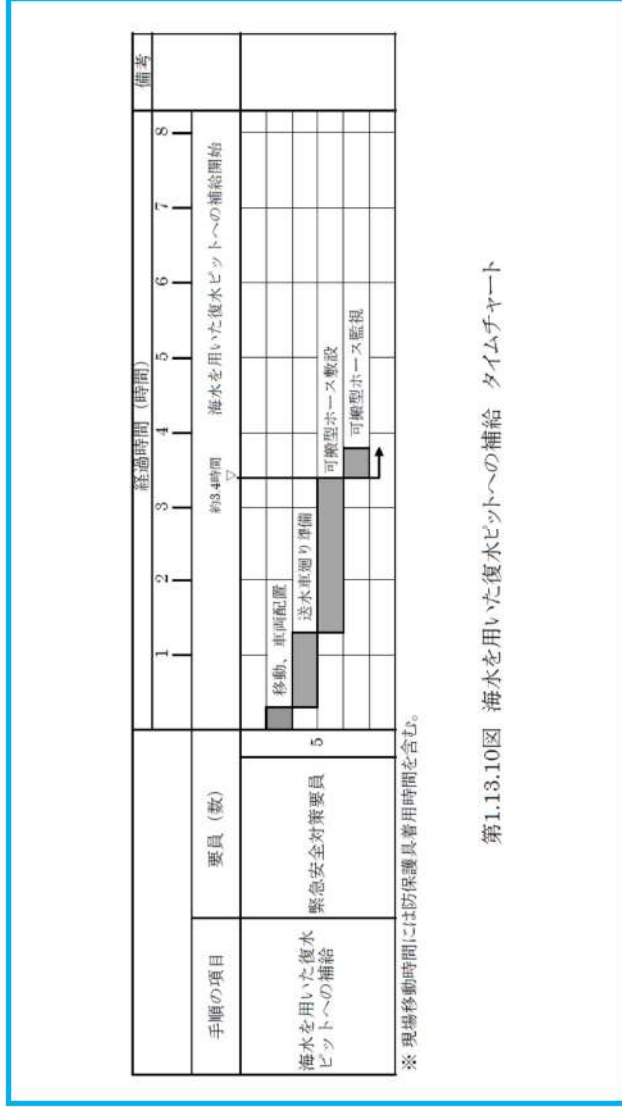 経過時間（時間）
備考
手順の項目
要員（数）
1
2
3
4
5
6
7
8
約3.4時間
▽
海水を用いた復水ピットへの補給開始
海水を用いた復水
ピットへの補給
緊急安全対策要員
5
移動、車両配置
送水車廻り準備
可搬型ホース敷設
可搬型ホース監視
※ 現場移動時間には防保護具着用時間を含む。
第1.13.10図　海水を用いた復水ピットへの補給　タイムチャート